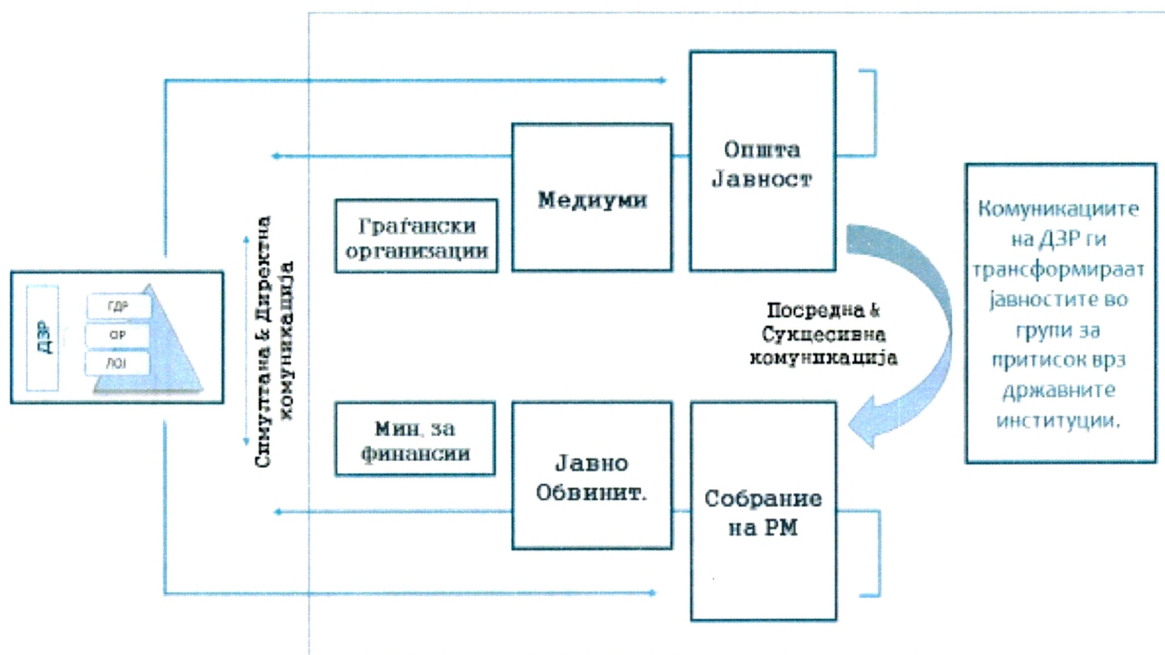 ДЗР
ГДР
ОР
ЛОЈ
Симултана & Директна
комуникација
Граѓански
организации
Медиуми
Општа
Јавност
Мин. за
финансии
Јавно
Обвинит.
Собрание
на РМ
Посредна &
Сукцесивна
комуникација
Комуникациите
на ДЗР ги
трансформираат
јавностите во
групи за
притисок врз
државните
институции.